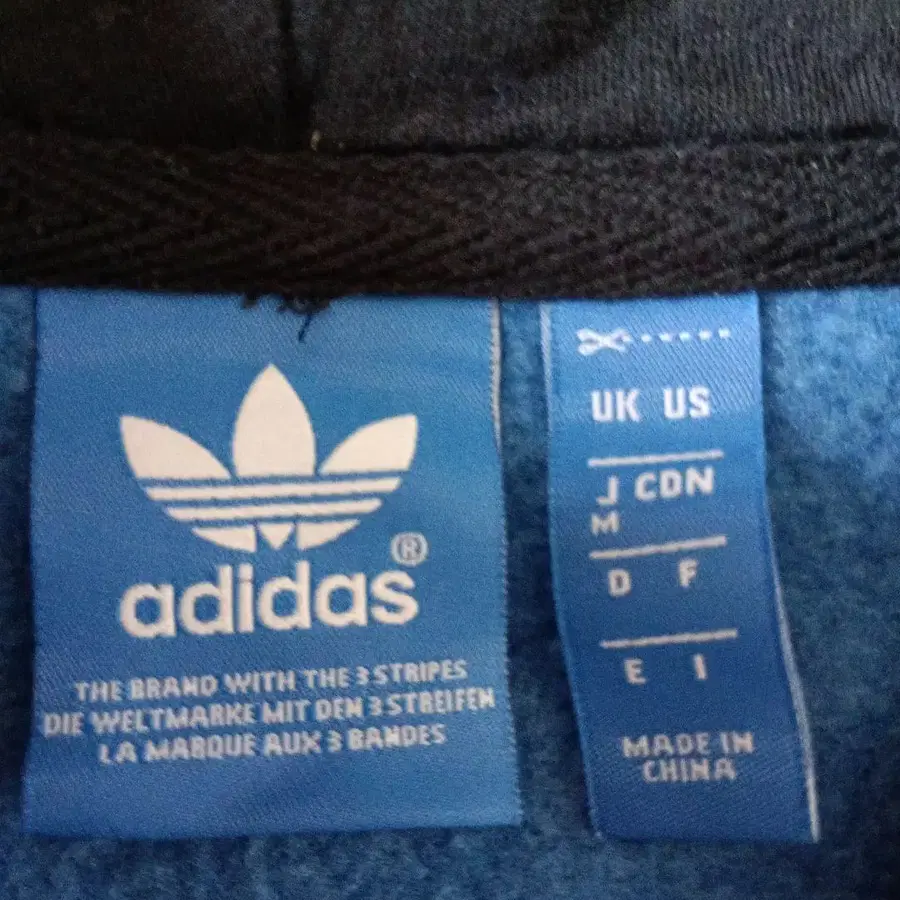 ®
adidas
THE BRAND WITH THE 3 STRIPES
DIE WELTMARKE MIT DEN 3 STREIFEN
LA MARQUE AUX 3 BANDES
UK US
J CDN
M
D F
E I
MADE IN
CHINA